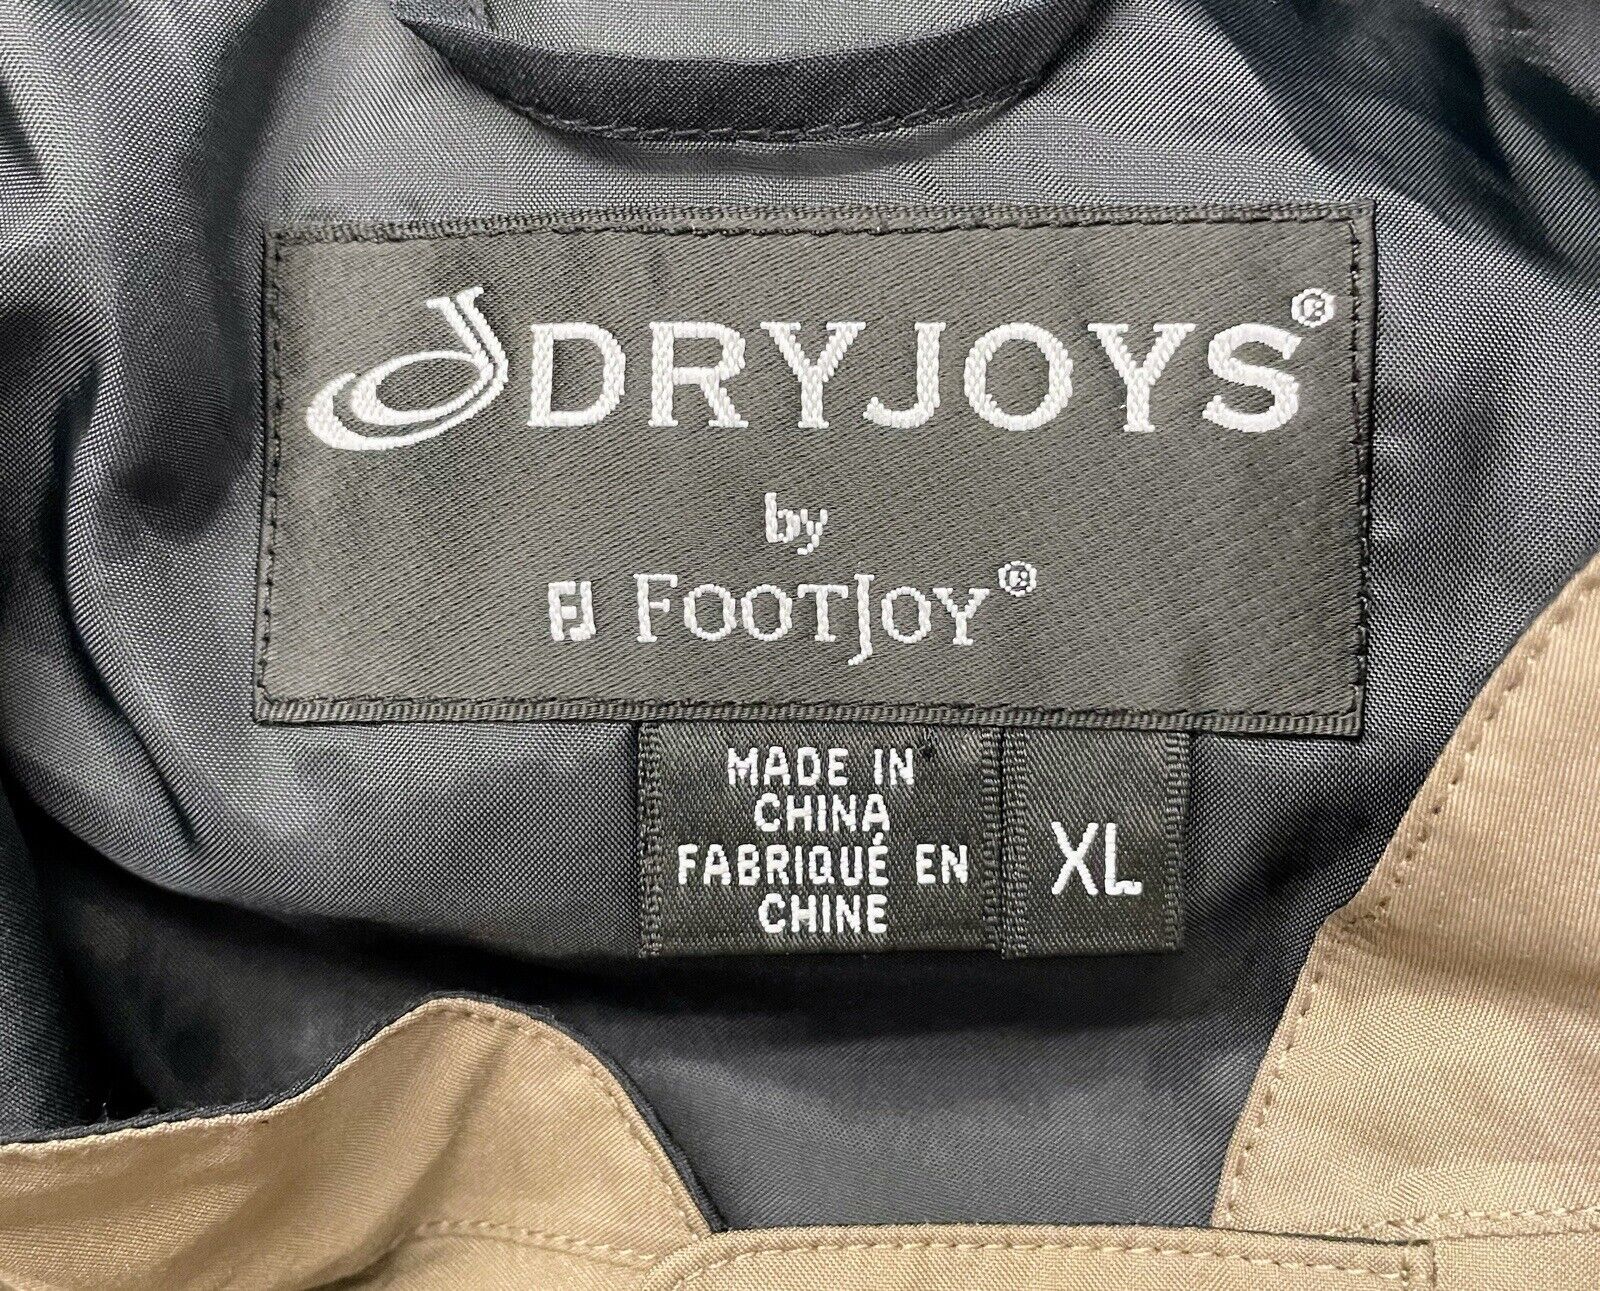 DRYJOYS®
by
FJ FOOTJOY®
MADE IN
CHINA
FABRIQUÉ EN
CHINE
XL